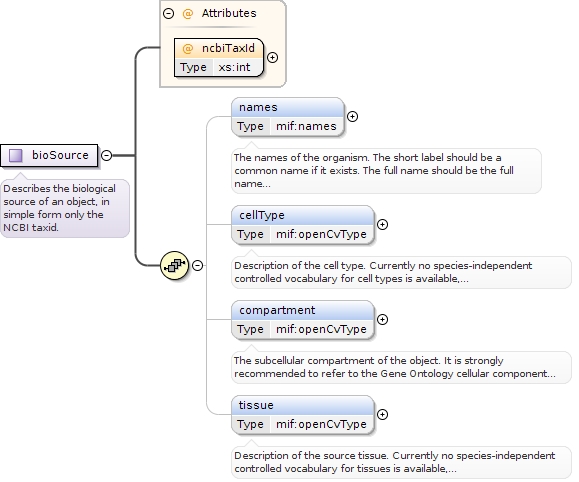 @ Attributes
@ ncbiTaxId
Type xs:int
bioSource
Describes the biological
source of an object, in
simple form only the
NCBI taxid.
names
Type mif:names
The names of the organism. The short label should be a
common name if it exists. The full name should be the full
name...
cellType
Type mif:openCvType
Description of the cell type. Currently no species-independent
controlled vocabulary for cell types is available,...
compartment
Type mif:openCvType
The subcellular compartment of the object. It is strongly
recommended to refer to the Gene Ontology cellular component...
tissue
Type mif:openCvType
Description of the source tissue. Currently no species-independent
controlled vocabulary for tissues is available,...